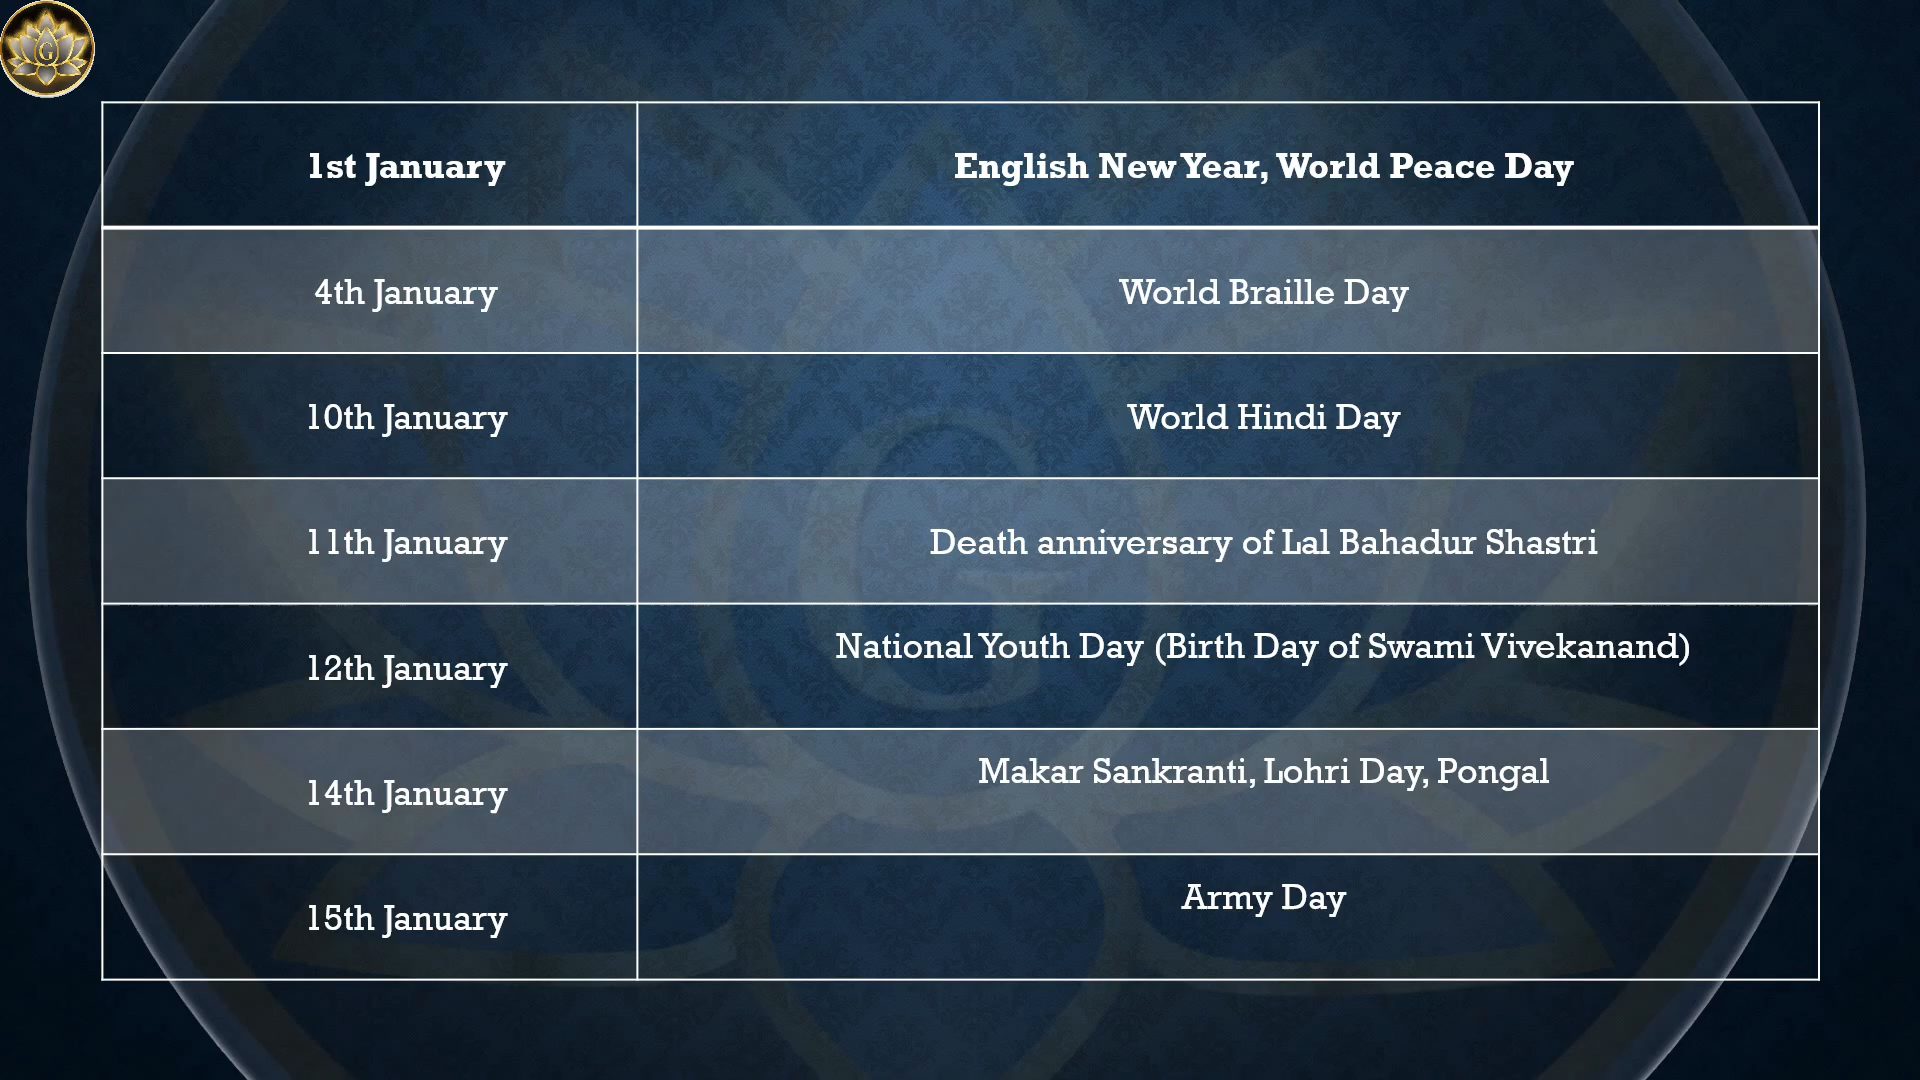 G
1st January
English New Year, World Peace Day
4th January
World Braille Day
10th January
World Hindi Day
11th January
Death anniversary of Lal Bahadur Shastri
12th January
National Youth Day (Birth Day of Swami Vivekanand)
14th January
Makar Sankranti, Lohri Day, Pongal
15th January
Army Day
G